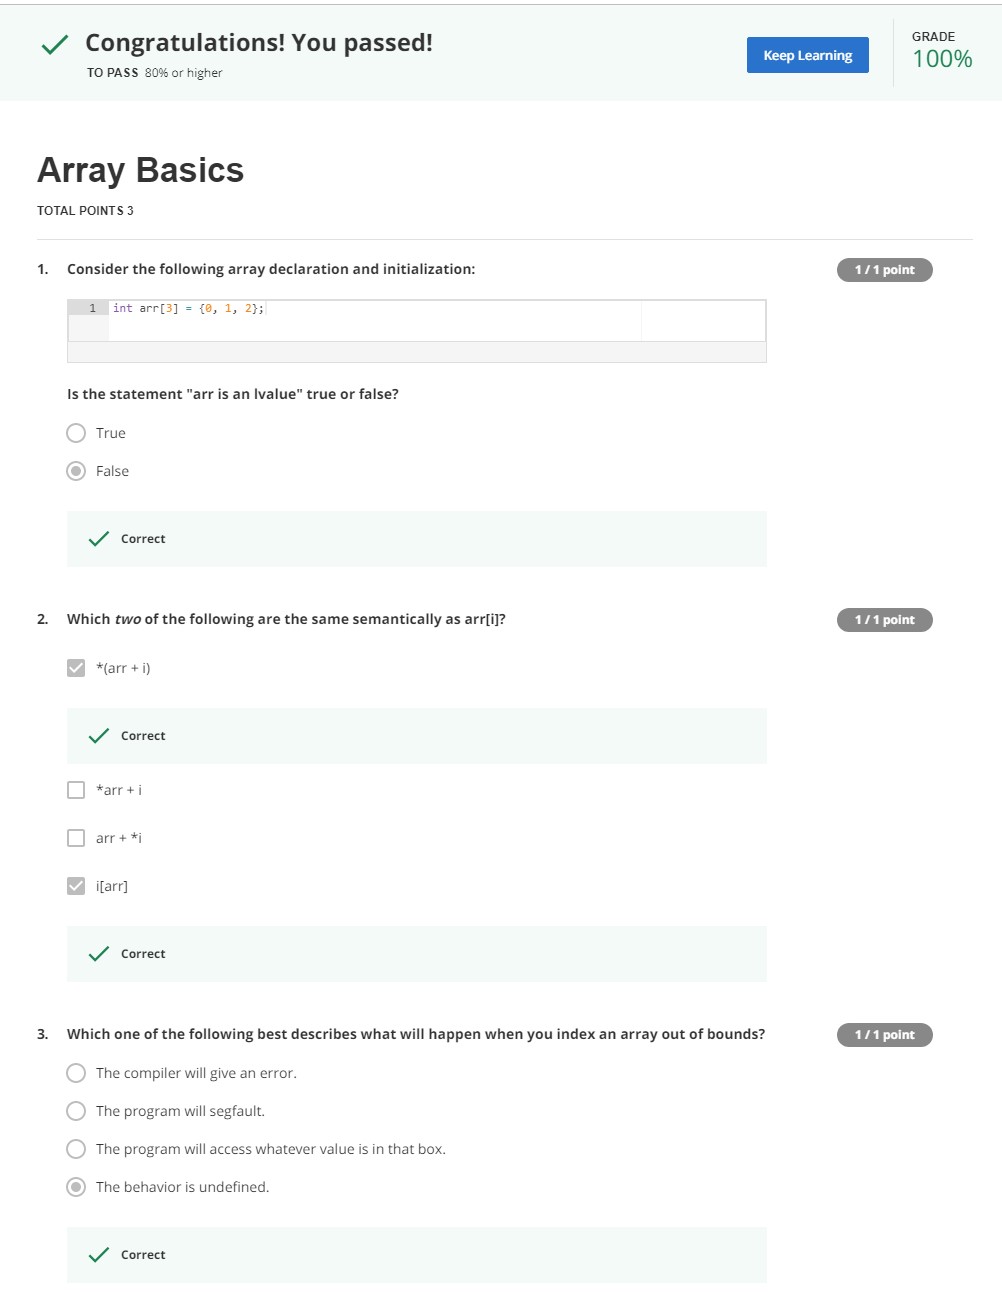 Congratulations! You passed!
TO PASS 80% or higher
Keep Learning
GRADE
100%
Array Basics
TOTAL POINTS 3
1. Consider the following array declaration and initialization:
1 / 1 point
1 int arr[3] = {0, 1, 2};
Is the statement "arr is an lvalue" true or false?
True
False
Correct
2. Which two of the following are the same semantically as arr[i]?
1 / 1 point
*(arr + i)
Correct
*arr + i
arr + *i
i[arr]
Correct
3. Which one of the following best describes what will happen when you index an array out of bounds?
1 / 1 point
The compiler will give an error.
The program will segfault.
The program will access whatever value is in that box.
The behavior is undefined.
Correct